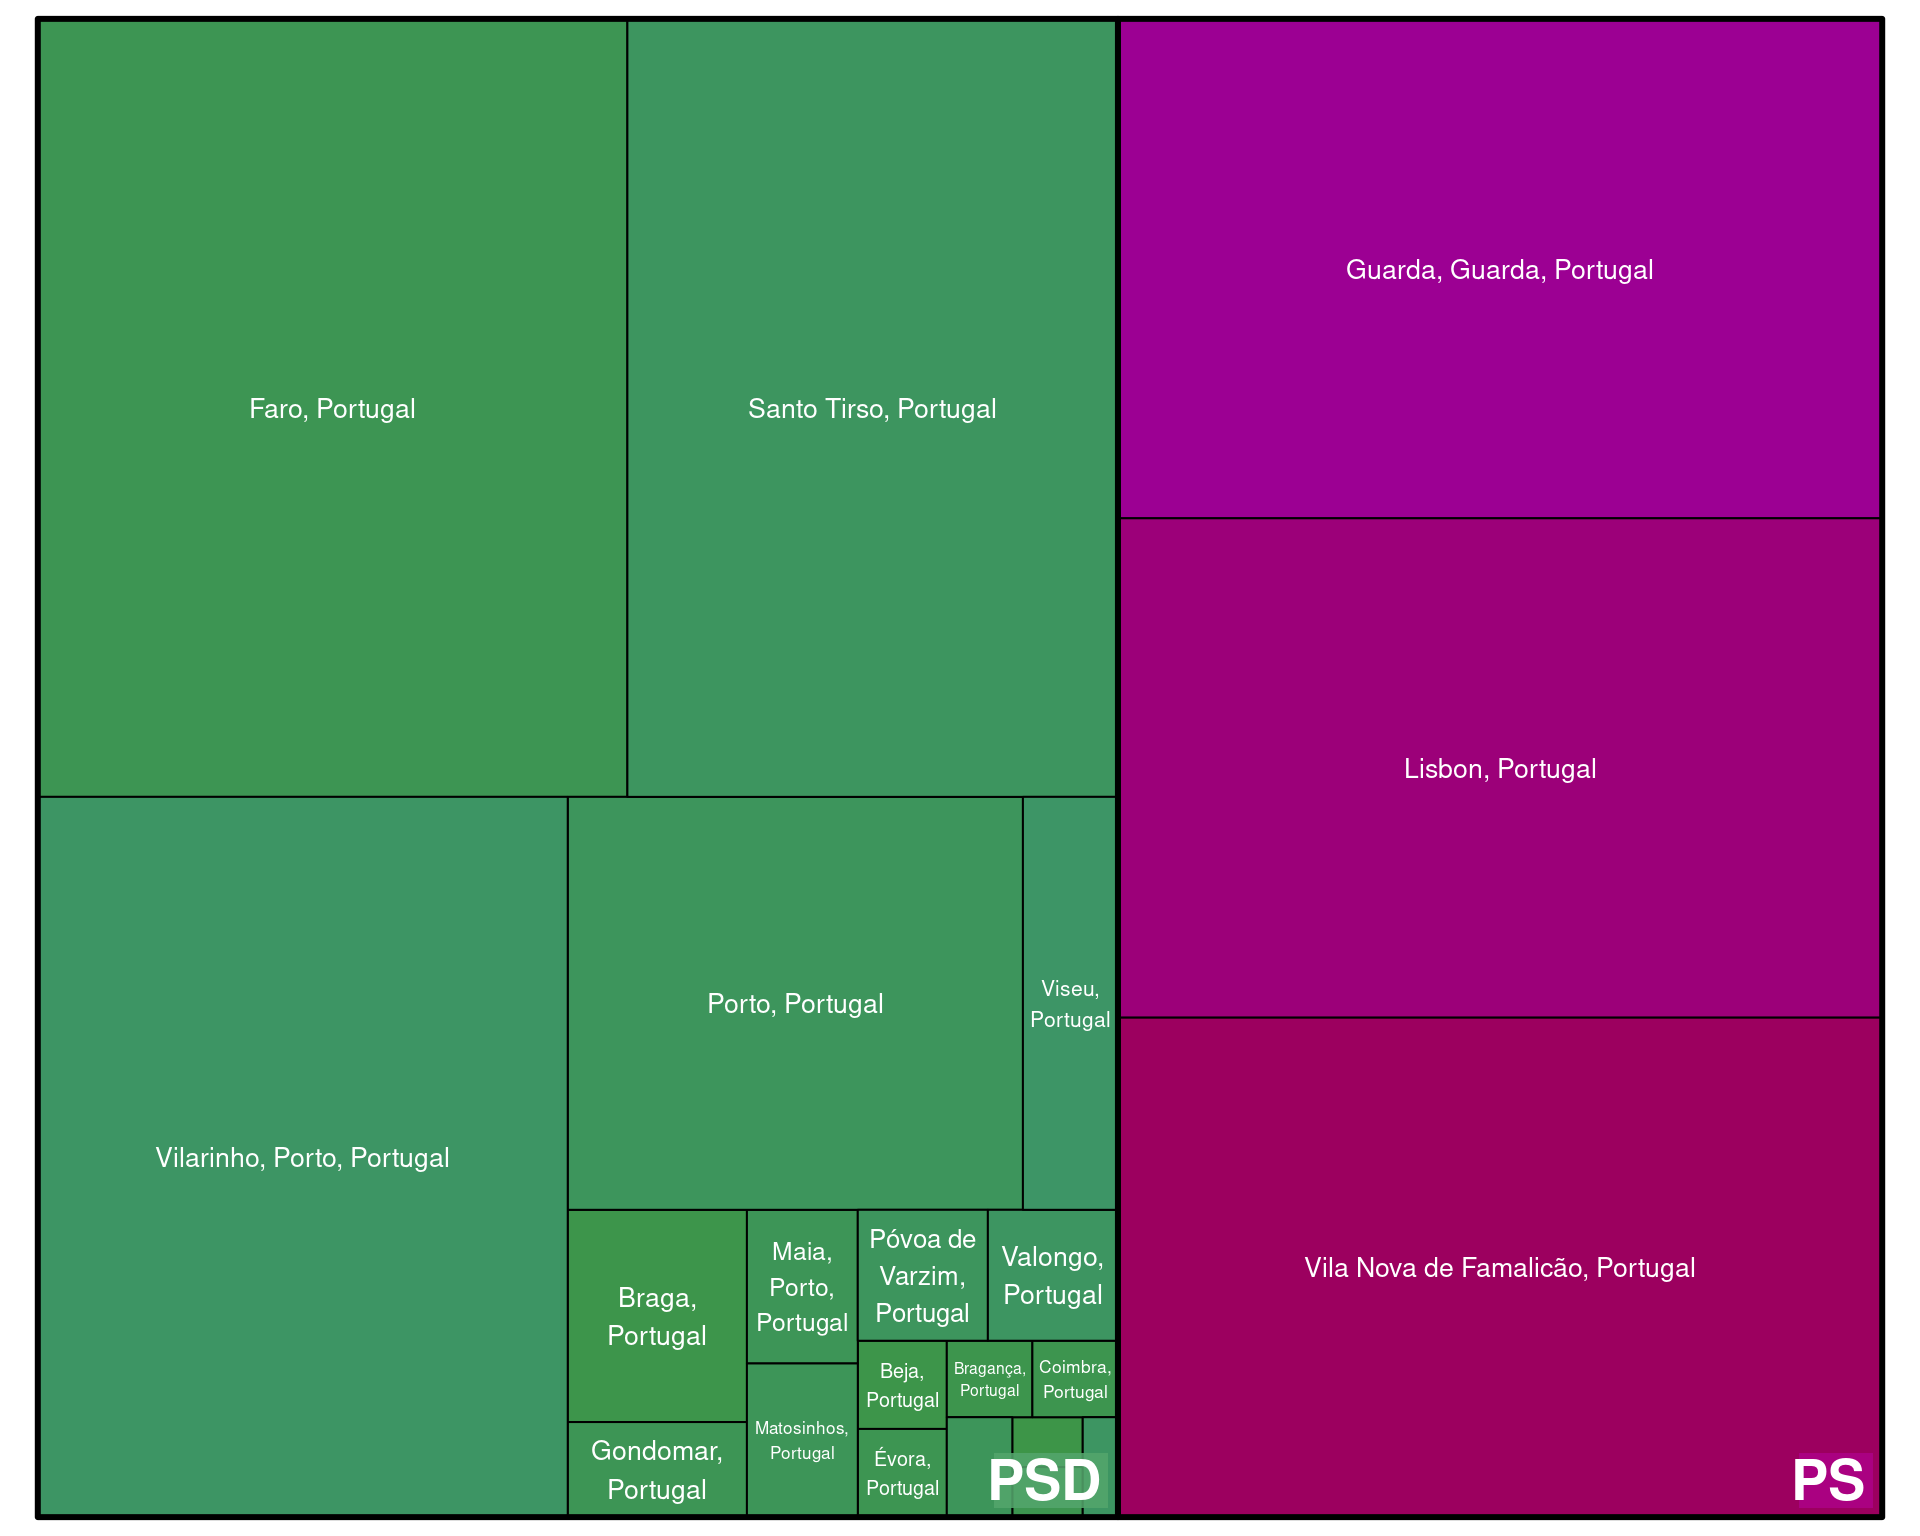 Faro, Portugal
Santo Tirso, Portugal
Guarda, Guarda, Portugal
Lisbon, Portugal
Vila Nova de Famalicão, Portugal
Vilarinho, Porto, Portugal
Porto, Portugal
Viseu,
Portugal
Braga,
Portugal
Maia,
Porto,
Portugal
Póvoa de
Varzim,
Portugal
Valongo,
Portugal
Gondomar,
Portugal
Matosinhos,
Portugal
Beja,
Portugal
Bragança,
Portugal
Coimbra,
Portugal
Évora,
Portugal
PSD
PS